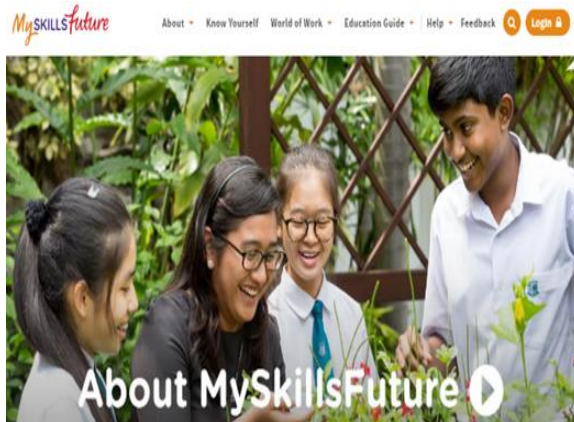 MySKILLSfuture
About Know Yourself World of Work Education Guide Help Feedback Login
About MySkillsFuture